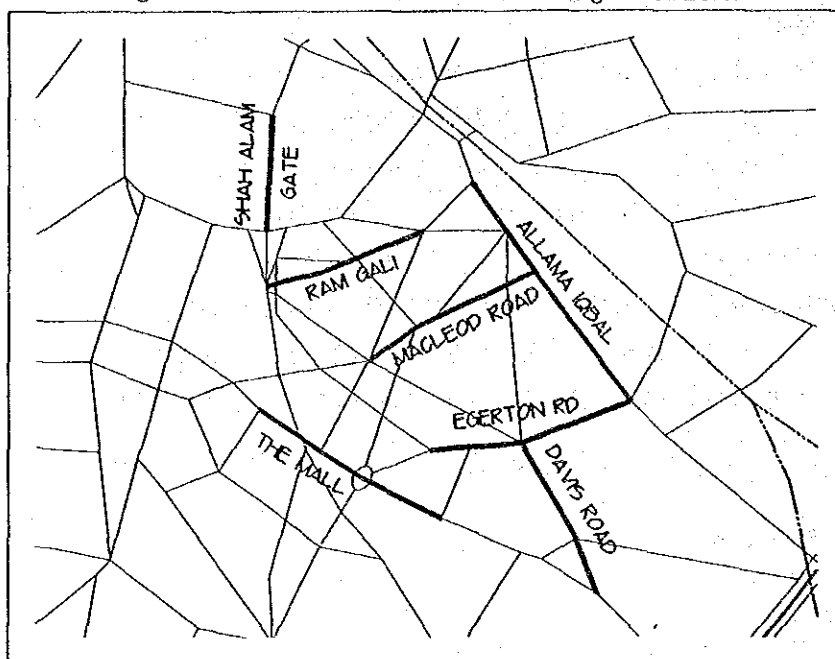 SHAH ALAM
GATE
RAM GALI
ALLAMA IQBAL
MACLEOD ROAD
EGERTON RD
THE MALL
DAVIS ROAD